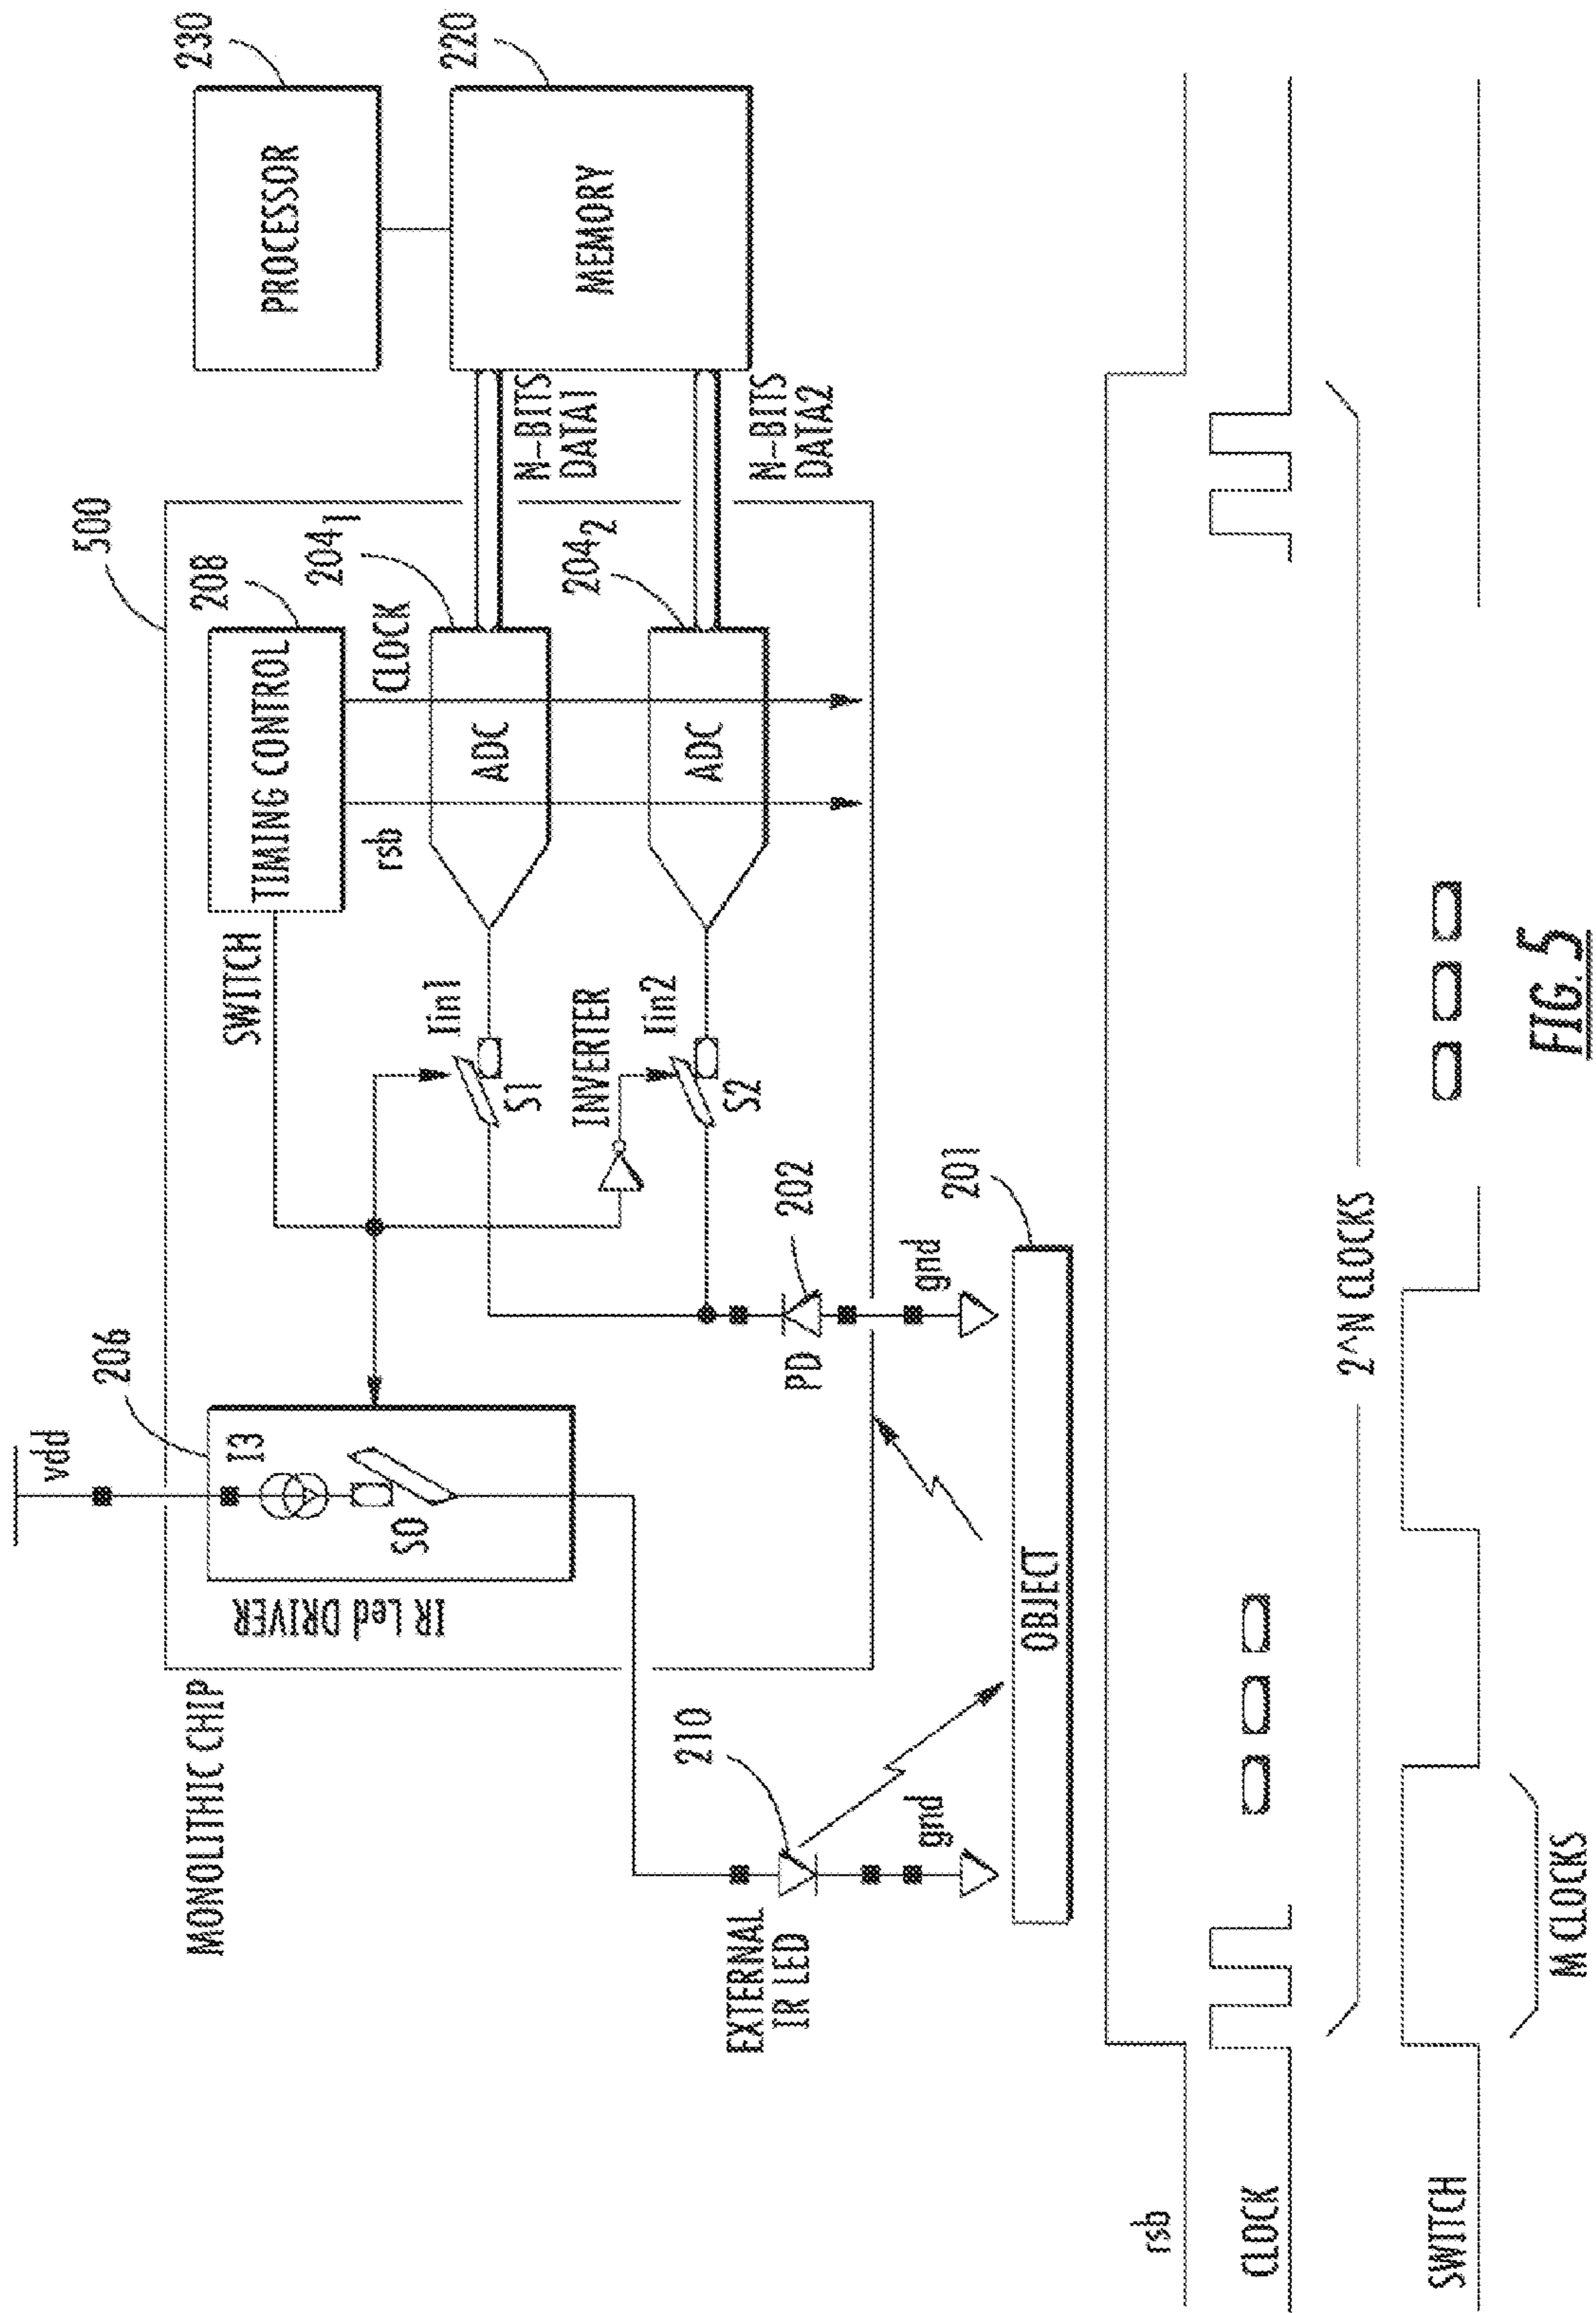 vdd
206
500
230
MONOLITHIC CHIP
IR Led DRIVER
I3
S0
SWITCH
TIMING CONTROL
208
PROCESSOR
rsb
CLOCK
204₁
220
Iin1
S1
ADC
N-BITS
DATA1
MEMORY
INVERTER
Iin2
S2
ADC
204₂
N-BITS
DATA2
EXTERNAL
IR LED
210
PD
202
gnd
gnd
OBJECT
201
rsb
CLOCK
2^N CLOCKS
SWITCH
M CLOCKS
FIG. 5